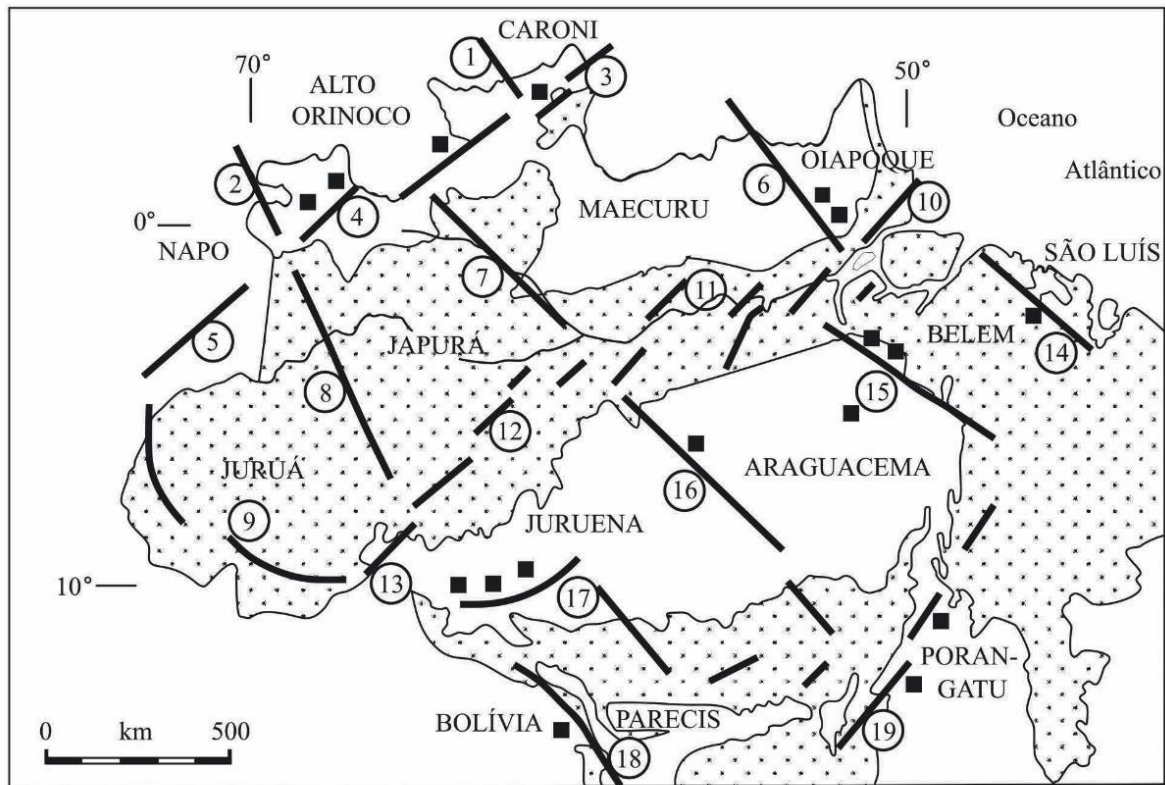 CARONI
1
70°
3
50°
ALTO
ORINOCO
Oceano
OIAPOQUE
Atlântico
2
6
4
10
MAECURU
0°
NAPO
SÃO LUÍS
7
11
5
JAPURÁ
BELEM
14
8
15
12
JURUÁ
ARAGUACEMA
16
9
JURUENA
10°
13
17
PORAN-
GATU
BOLÍVIA
PARECIS
0 km 500
18
19